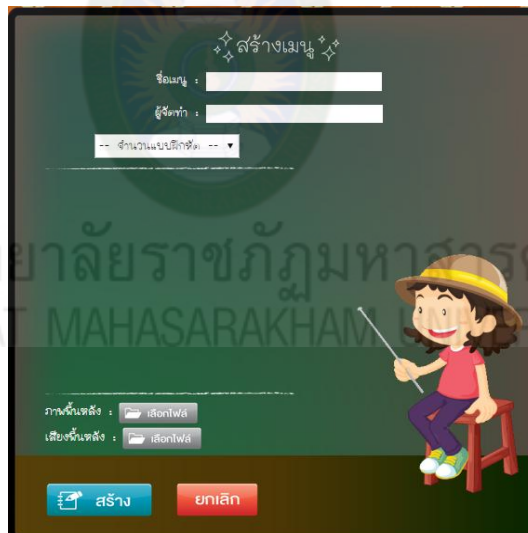 สร้างเมนู
ชื่อเมนู :
ผู้จัดทำ :
-- จำนวนแบบฝึกหัด --
ยาลัยราชภัฏมหาสาร
MAHASARAKHAM
ภาพพื้นหลัง : เลือกไฟล์
เสียงพื้นหลัง : เลือกไฟล์
สร้าง ยกเลิก